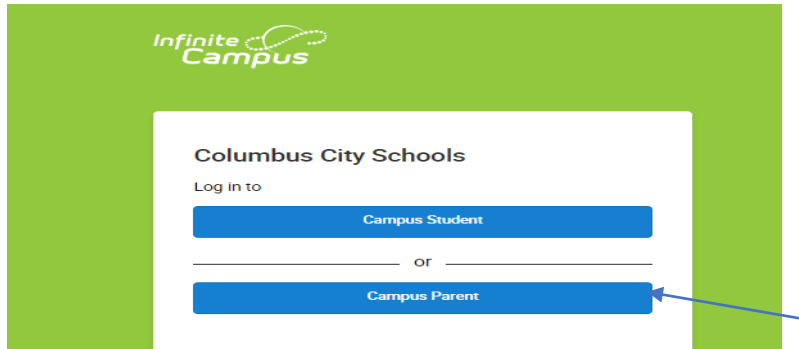 Infinite
Campus
Columbus City Schools
Log in to
Campus Student
or
Campus Parent